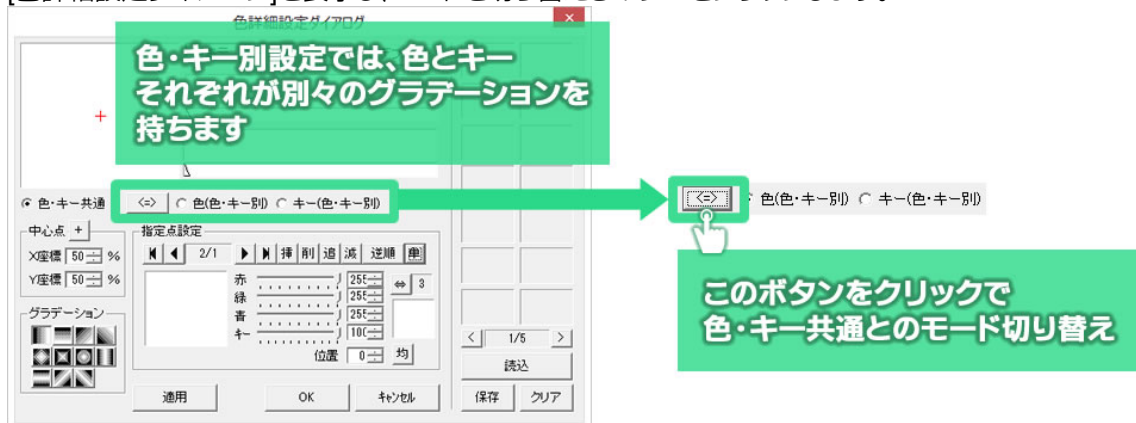 色詳細設定ダイアログ
×
色・キー別設定では、色とキー
それぞれが別々のグラデーションを
持ちます
色・キー共通 <=> 色(色・キー別) キー(色・キー別)
<=> 色(色・キー別) キー(色・キー別)
中心点 +
X座標 50 %
Y座標 50 %
グラデーション
指定点設定
2/1 挿 削 追 減 逆順 単
赤 255
緑 255
青 255
キー 100
⇔ 3
位置 0 均
適用 OK キャンセル
< 1/5 >
読込
保存 クリア
このボタンをクリックで
色・キー共通とのモード切り替え